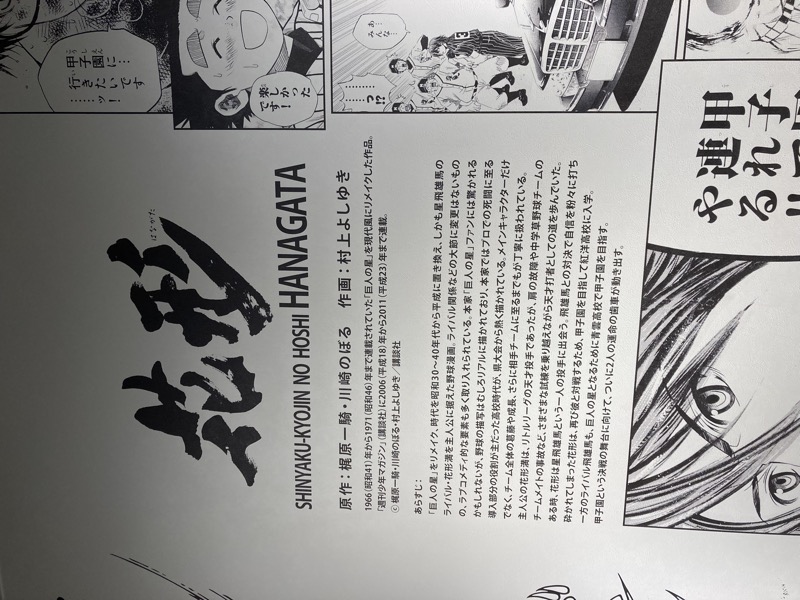 花形
はながた
SHINYAKU-KYOJIN NO HOSHI HANAGATA
原作：梶原一騎・川崎のぼる　作画：村上よしゆき
1966（昭和41）年から1971（昭和46）年まで連載されていた「巨人の星」を現代風にリメイクした作品。
「週刊少年マガジン」（講談社）に2006（平成18）年から2011（平成23）年まで連載。
Ⓒ梶原一騎・川崎のぼる・村上よしゆき／講談社
あらすじ：
「巨人の星」をリメイク、時代を昭和30～40年代から平成に置き換え、しかも星飛雄馬の
ライバル・花形満を主人公に据えた野球漫画。ライバル関係などの大筋に変更はないもの
の、ラブコメディ的な要素も多く取り入れられている。本家「巨人の星」ファンには驚かれる
かもしれないが、野球の描写はむしろリアルに描かれており、本家ではプロでの死闘に至る
導入部分の役割が主だった高校時代が、県大会から熱く描かれている。メインキャラクターだけ
でなく、チーム全体の葛藤や成長、さらに相手チームに至るまでもが丁寧に扱われている。
主人公の花形満は、リトルリーグの天才投手であったが、肩の故障や中学草野球チームの
チームメイトの事故など、さまざまな試練を乗り越えながら天才打者としての道を歩んでいた。
ある時、花形は星飛雄馬という一人の投手に出会う。飛雄馬との対決で自信を粉々に打ち
砕かれてしまった花形は、再び彼と対戦するため、甲子園を目指して紅洋高校に入学。
一方のライバル飛雄馬も、巨人の星となるために青雲高校で甲子園を目指す。
甲子園という決戦の舞台に向けて、ついに2人の運命の歯車が動き出す。
甲子園に…
こうしえん
行きたいです
い
……ッ！
楽しかった
たの
です！
あ…
みんな…
……
っ!?
甲子
連れて
やる!!